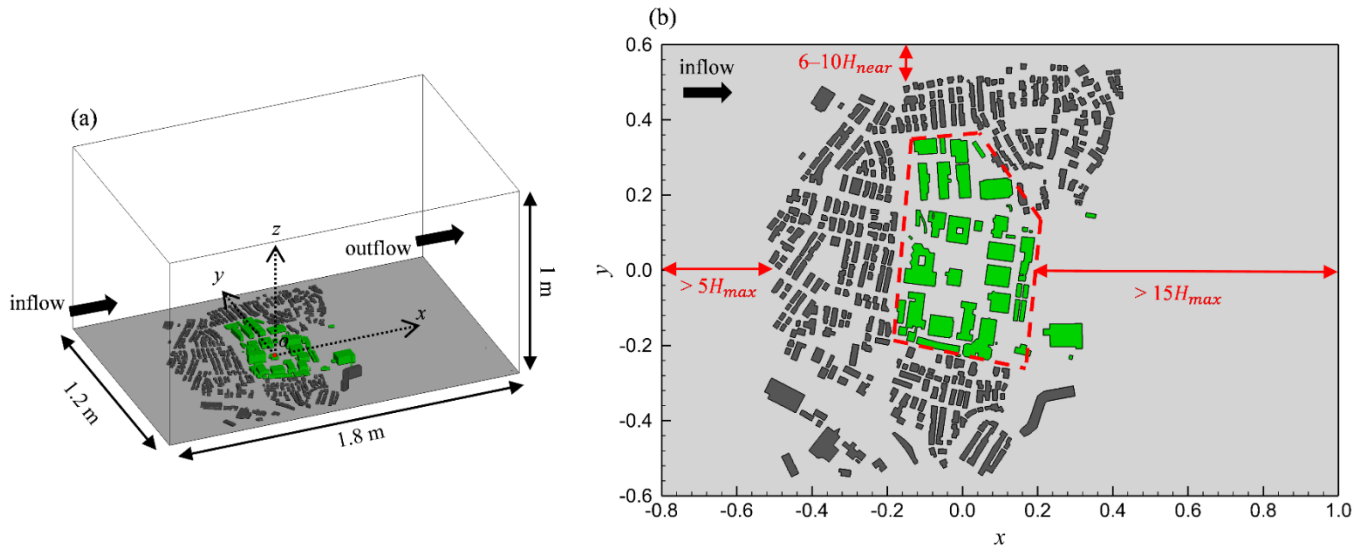 (a)
z
outflow
inflow
y
x
o
1 m
1.2 m
1.8 m
(b)
0.6
inflow
6–10H_near
0.4
0.2
y
0.0
> 5H_max
> 15H_max
-0.2
-0.4
-0.6
-0.8 -0.6 -0.4 -0.2 0.0 0.2 0.4 0.6 0.8 1.0
x